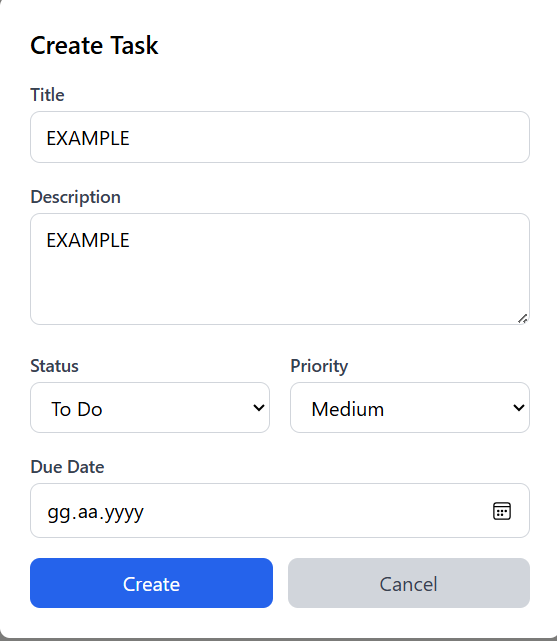 Create Task
Title
EXAMPLE
Description
EXAMPLE
Status
Priority
To Do
Medium
Due Date
gg.aa.yyyy
Create
Cancel